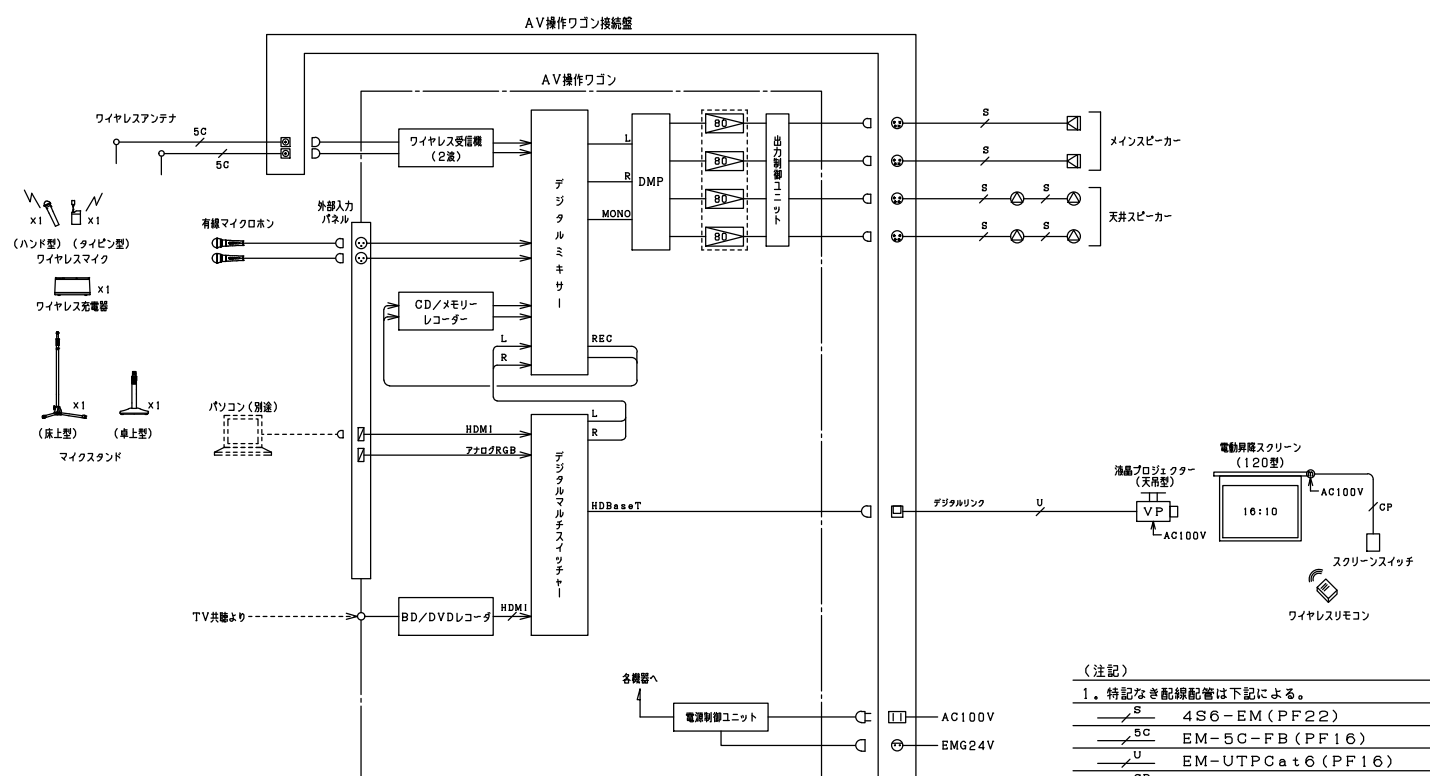 AV操作ワゴン接続盤
AV操作ワゴン
ワイヤレスアンテナ
5C
5C
ワイヤレス受信機
(2波)
x1
x1
(ハンド型)
(タイピン型)
ワイヤレスマイク
x1
ワイヤレス充電器
x1
x1
(床上型)
(卓上型)
マイクスタンド
有線マイクロホン
外部入力
パネル
CD/メモリー
レコーダー
デジタルミキサー
L
R
MONO
L
R
REC
DMP
80
80
80
80
出力制御ユニット
S
S
メインスピーカー
S
S
S
S
天井スピーカー
パソコン(別途)
HDMI
アナログRGB
デジタルマルチスイッチャー
L
R
HDBaseT
デジタルリンク
U
液晶プロジェクター
(天吊型)
VP
AC100V
電動昇降スクリーン
(120型)
16:10
AC100V
CP
スクリーンスイッチ
ワイヤレスリモコン
TV共聴より
BD/DVDレコーダ
HDMI
各機器へ
電源制御ユニット
AC100V
EMG24V
(注記)
1.特記なき配線配管は下記による。
S 4S6-EM(PF22)
5C EM-5C-FB(PF16)
U EM-UTPCat6(PF16)